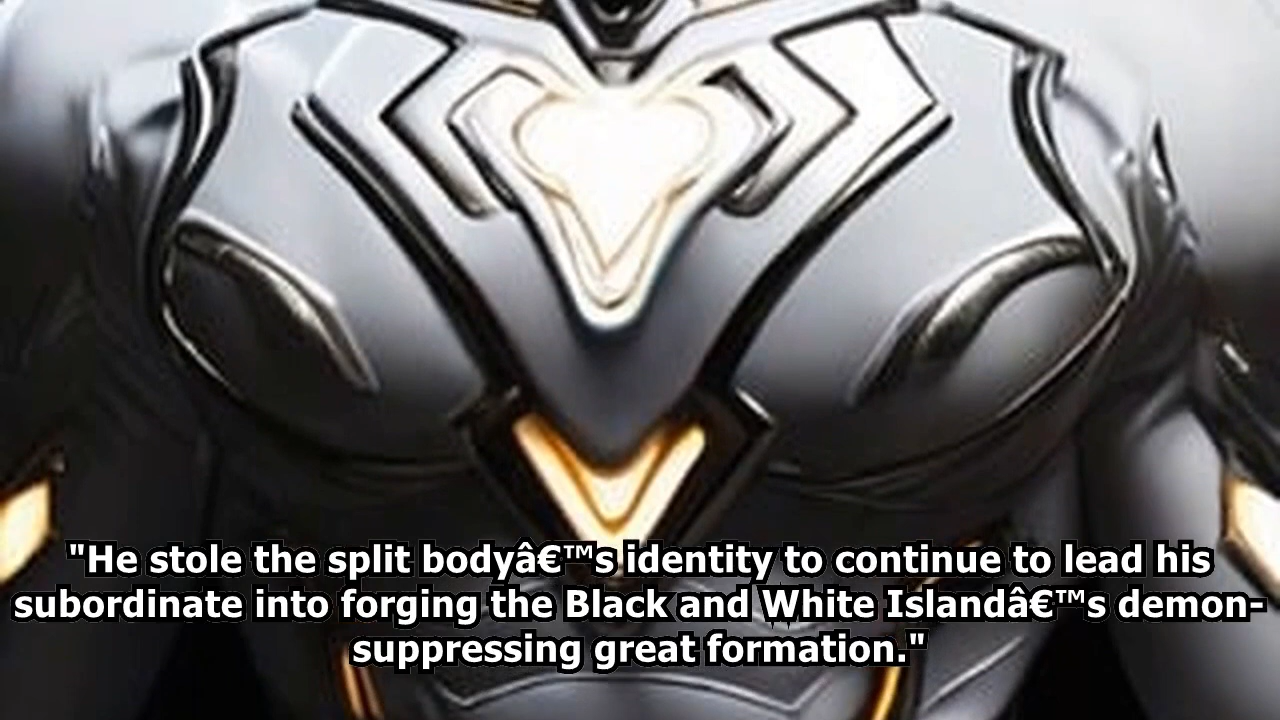 "He stole the split bodyâ€™s identity to continue to lead his
subordinate into forging the Black and White Islandâ€™s demon-
suppressing great formation."